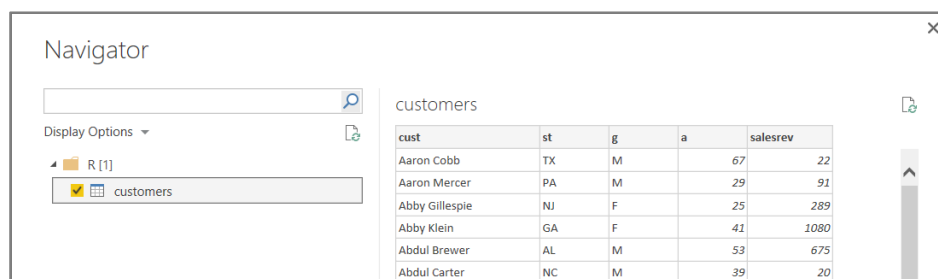 Navigator
Display Options
R [1]
customers
customers
cust st g a salesrev
Aaron Cobb TX M 67 22
Aaron Mercer PA M 29 91
Abby Gillespie NJ F 25 289
Abby Klein GA F 41 1080
Abdul Brewer AL M 53 675
Abdul Carter NC M 39 20